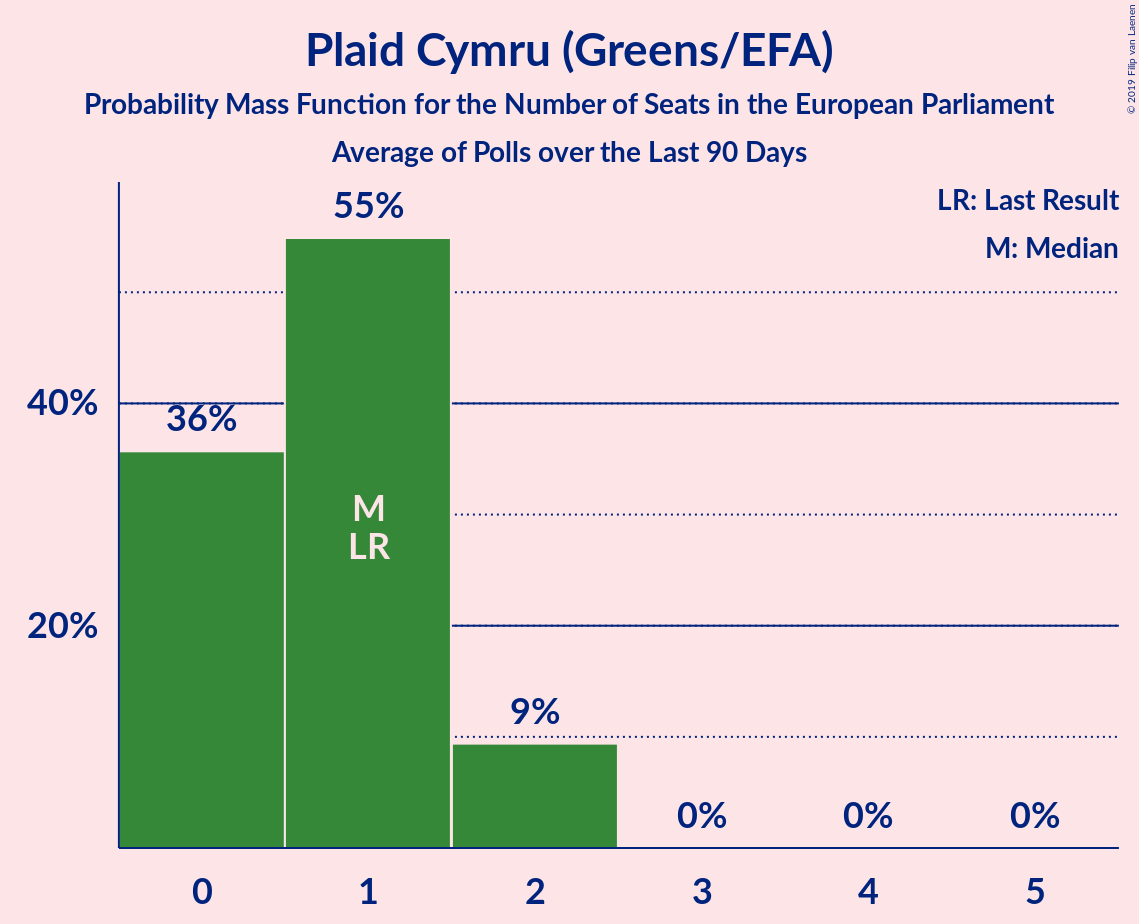 Plaid Cymru (Greens/EFA)
Probability Mass Function for the Number of Seats in the European Parliament
Average of Polls over the Last 90 Days
© 2019 Filip van Laenen
LR: Last Result
M: Median
55%
40%
36%
M
LR
20%
9%
0% 0% 0%
0 1 2 3 4 5